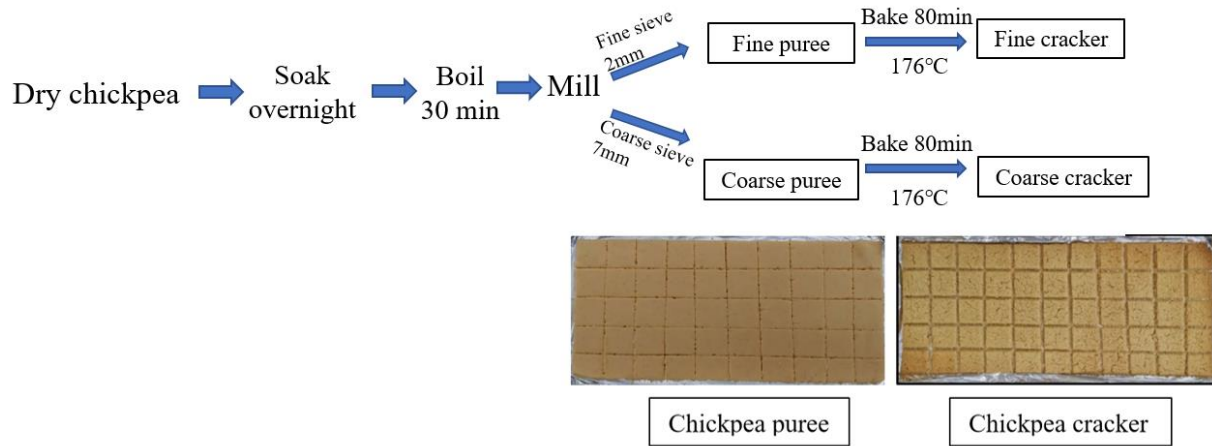 Dry chickpea
Soak
overnight
Boil
30 min
Mill
Fine sieve
2mm
Fine puree
Bake 80min
176℃
Fine cracker
Coarse sieve
7mm
Coarse puree
Bake 80min
176℃
Coarse cracker
Chickpea puree
Chickpea cracker